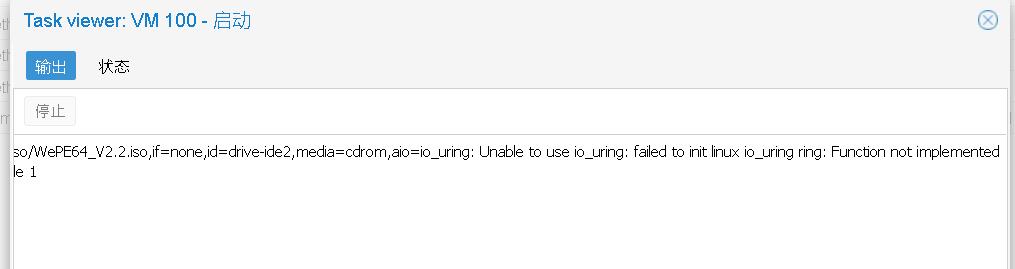 Task viewer: VM 100 - 启动
输出
状态
停止
so/WePE64_V2.2.iso,if=none,id=drive-ide2,media=cdrom,aio=io_uring: Unable to use io_uring: failed to init linux io_uring ring: Function not implemented
le 1